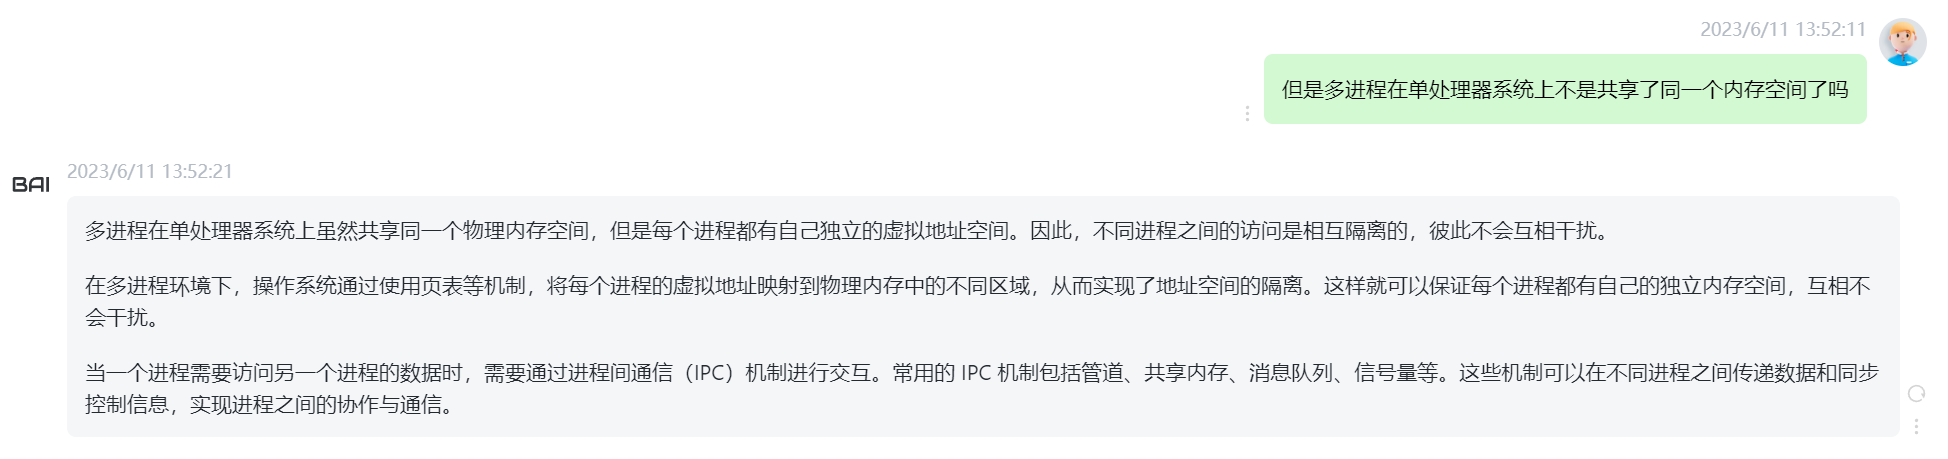 2023/6/11 13:52:11
但是多进程在单处理器系统上不是共享了同一个内存空间了吗
2023/6/11 13:52:21
BAI
多进程在单处理器系统上虽然共享同一个物理内存空间，但是每个进程都有自己独立的虚拟地址空间。因此，不同进程之间的访问是相互隔离的，彼此不会互相干扰。
在多进程环境下，操作系统通过使用页表等机制，将每个进程的虚拟地址映射到物理内存中的不同区域，从而实现了地址空间的隔离。这样就可以保证每个进程都有自己的独立内存空间，互相不
会干扰。
当一个进程需要访问另一个进程的数据时，需要通过进程间通信（IPC）机制进行交互。常用的 IPC 机制包括管道、共享内存、消息队列、信号量等。这些机制可以在不同进程之间传递数据和同步
控制信息，实现进程之间的协作与通信。